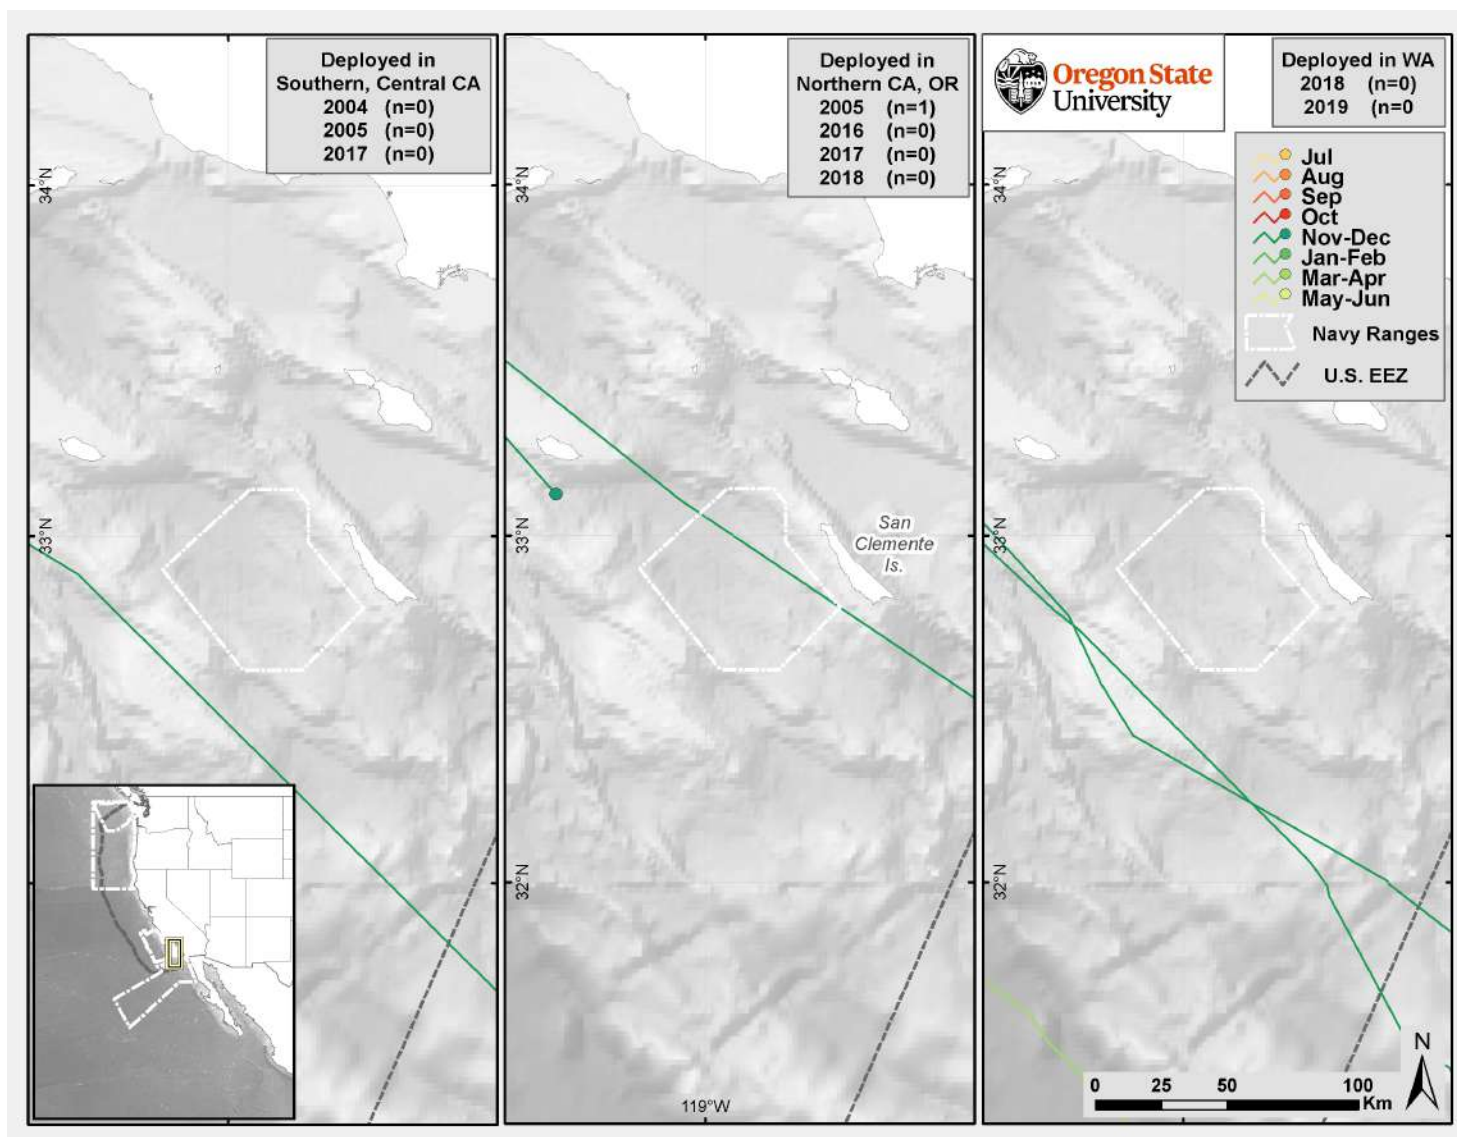 Deployed in
Southern, Central CA
2004 (n=0)
2005 (n=0)
2017 (n=0)
34°N
33°N
Deployed in
Northern CA, OR
2005 (n=1)
2016 (n=0)
2017 (n=0)
2018 (n=0)
34°N
33°N
San
Clemente
Is.
119°W
Oregon State
University
Deployed in WA
2018 (n=0)
2019 (n=0
Jul
Aug
Sep
Oct
Nov-Dec
Jan-Feb
Mar-Apr
May-Jun
Navy Ranges
U.S. EEZ
34°N
33°N
32°N
32°N
N
0 25 50 100
Km